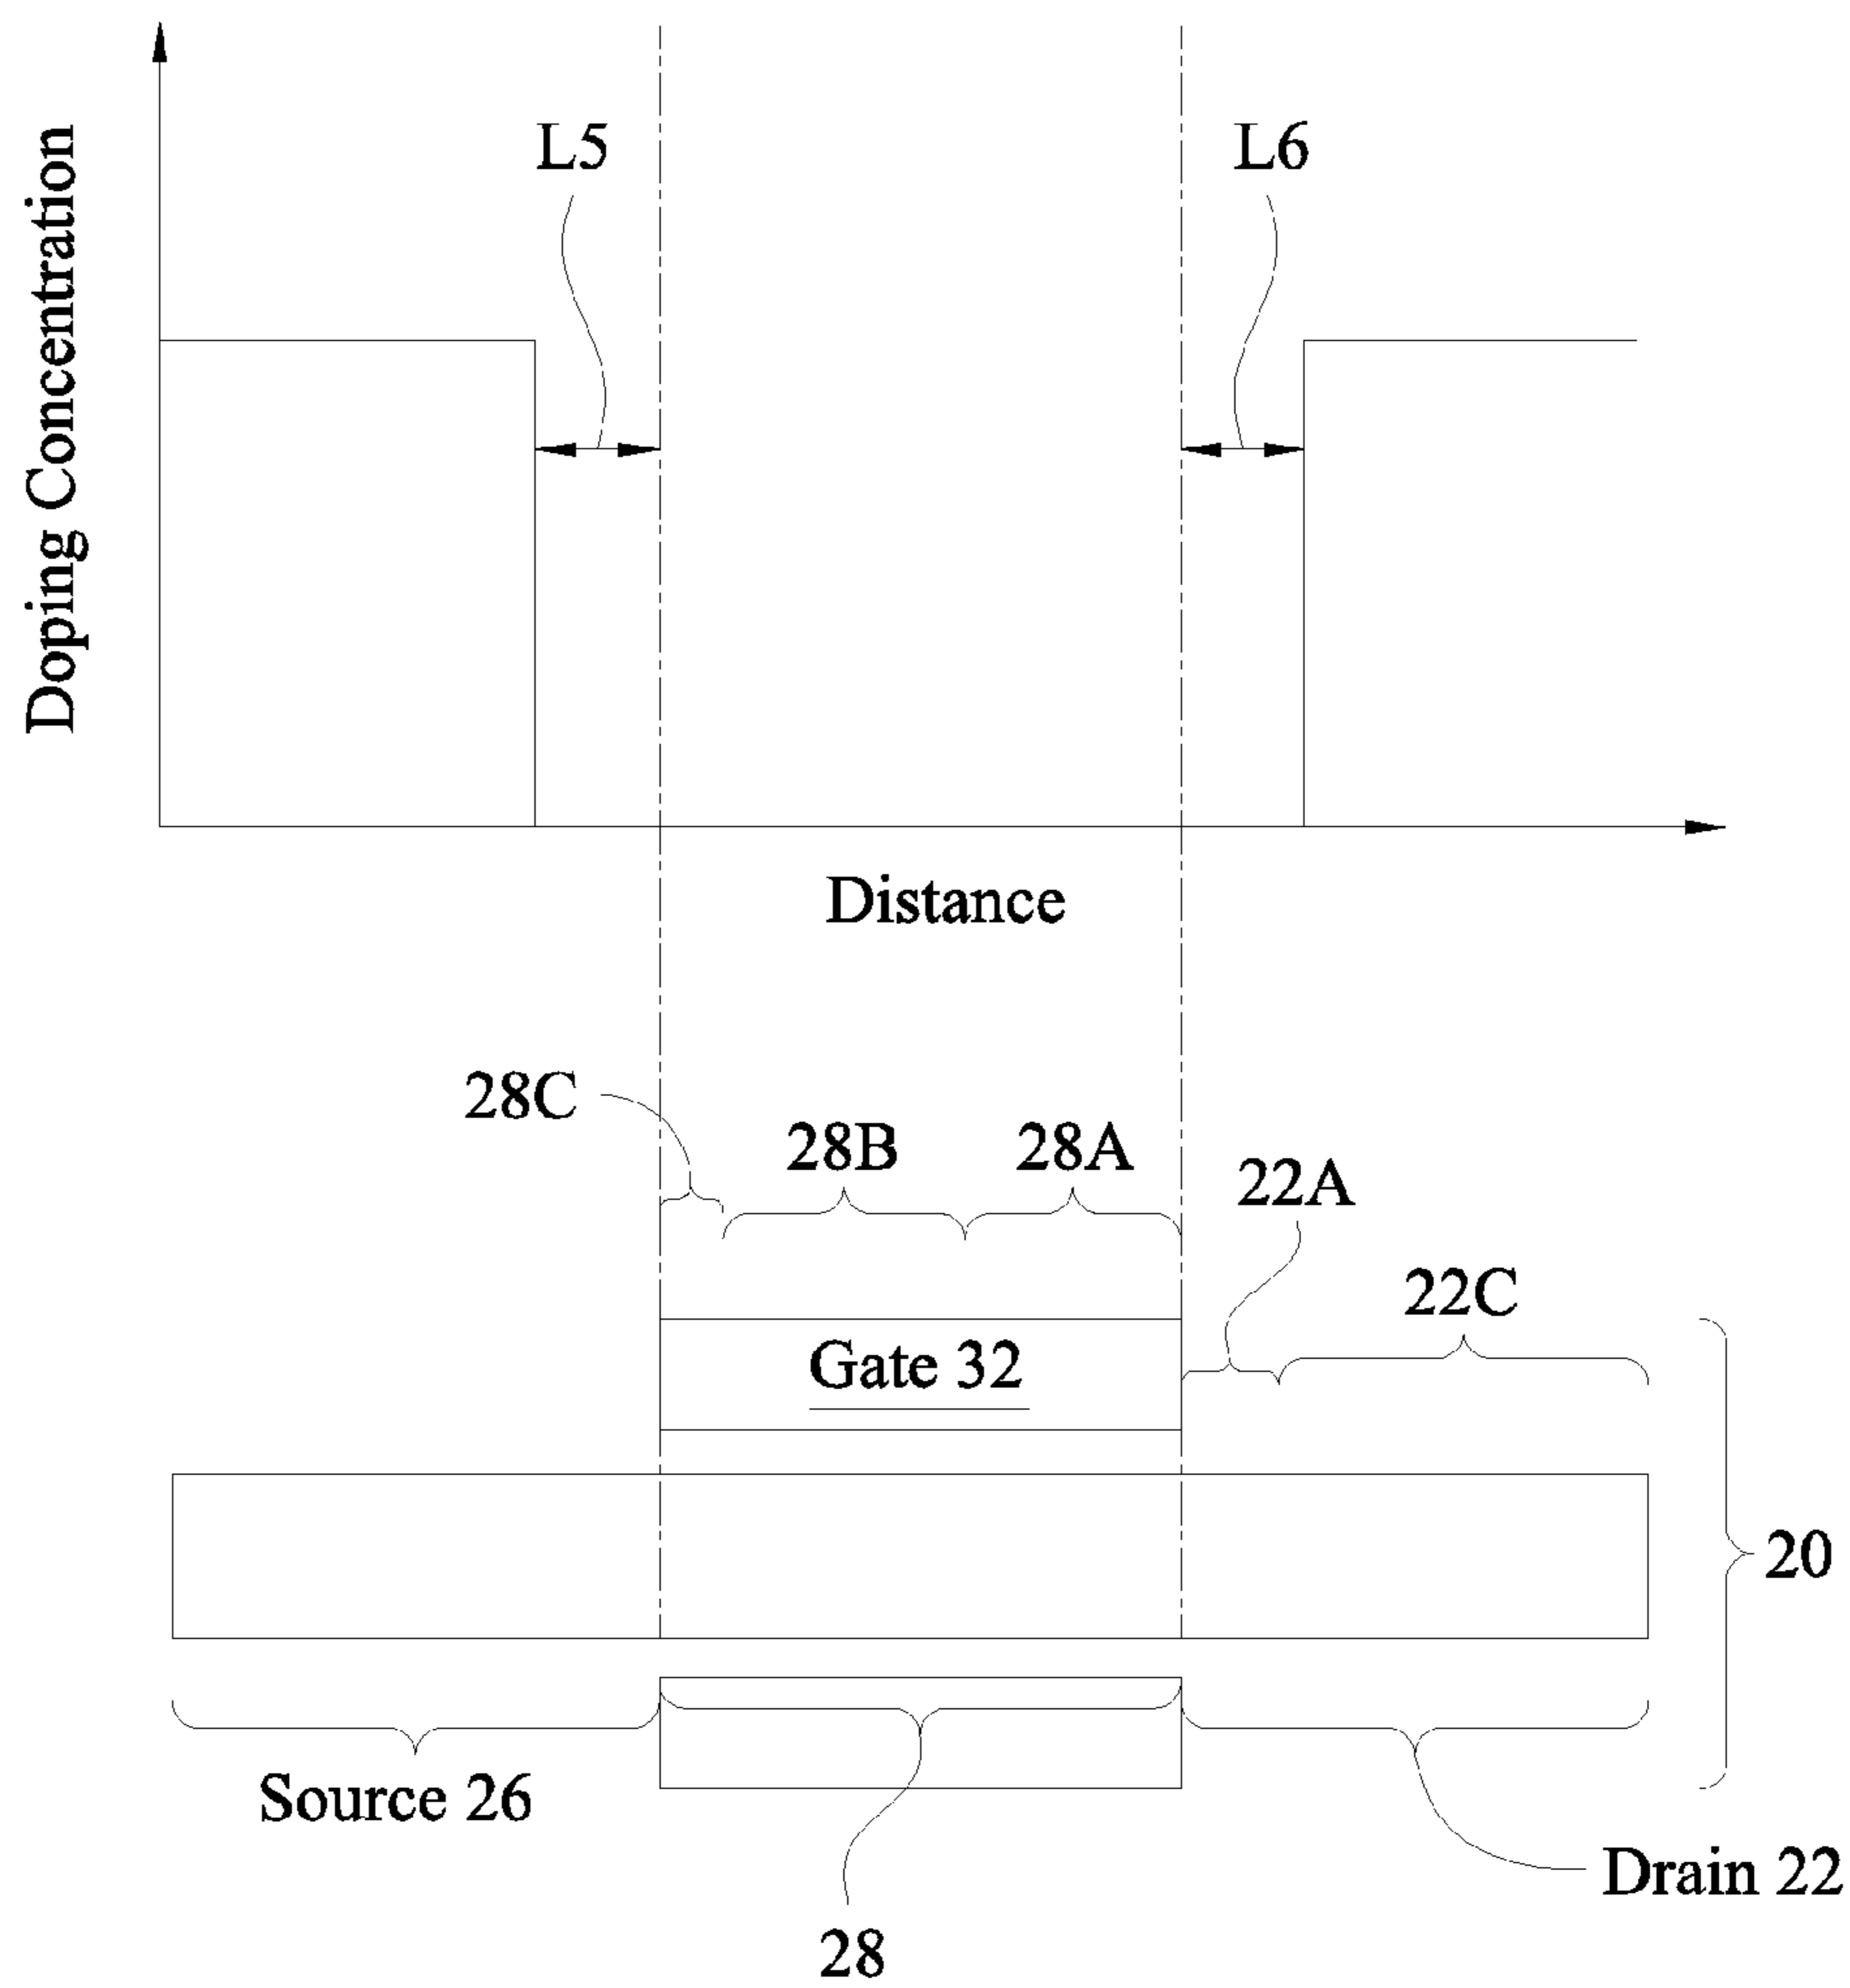 Doping Concentration
L5
L6
Distance
28C
28B
28A
22A
22C
Gate 32
20
Source 26
Drain 22
28